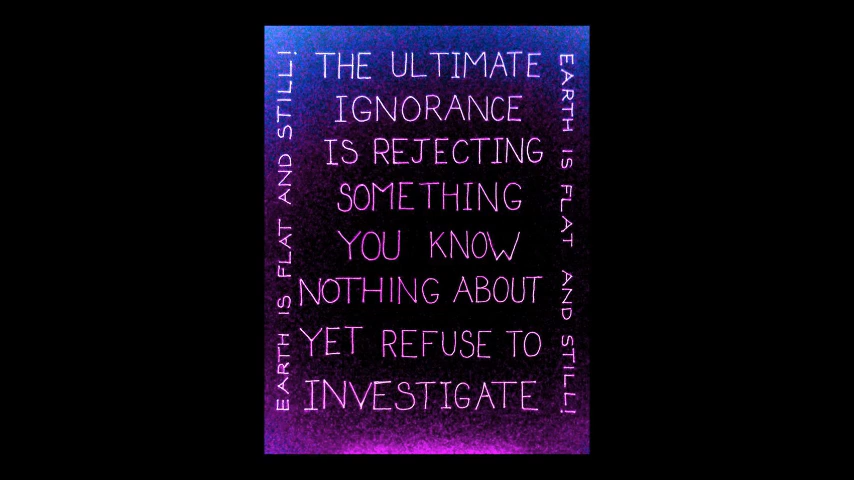 EARTH IS FLAT AND STILL!
THE ULTIMATE
IGNORANCE
IS REJECTING
SOMETHING
YOU KNOW
NOTHING ABOUT
YET REFUSE TO
INVESTIGATE
EARTH IS FLAT AND STILL!